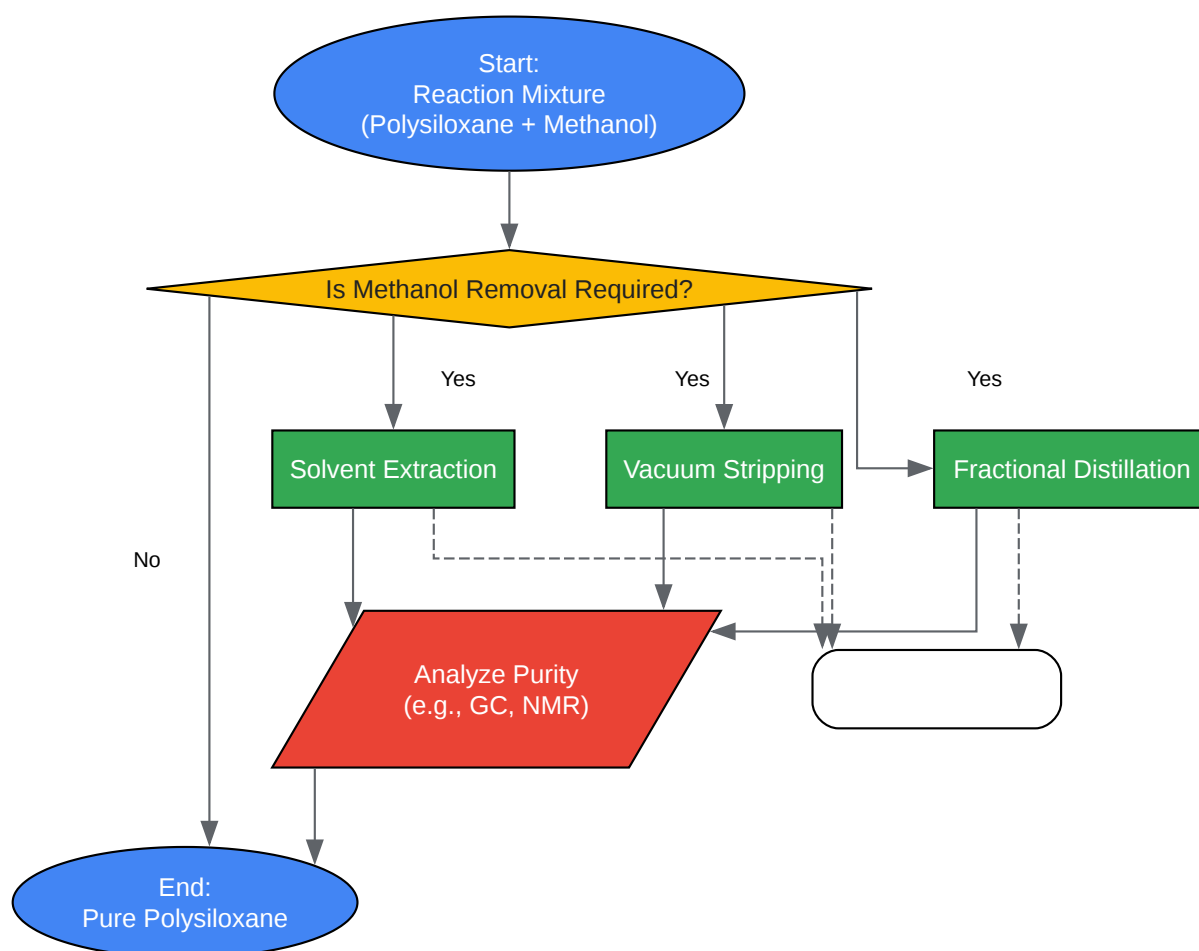 Start:
Reaction Mixture
(Polysiloxane + Methanol)
Is Methanol Removal Required?
Yes
Yes
Yes
Solvent Extraction
Vacuum Stripping
Fractional Distillation
No
Analyze Purity
(e.g., GC, NMR)
End:
Pure Polysiloxane